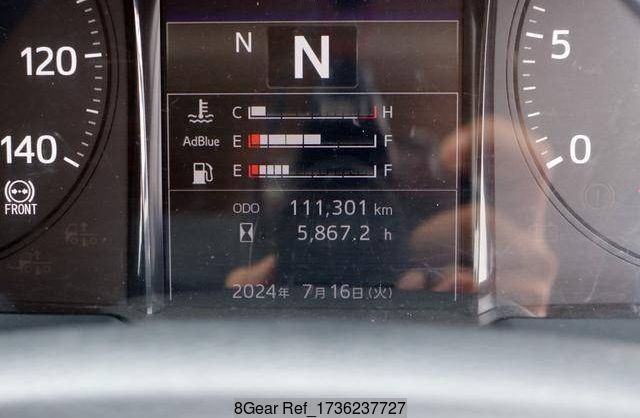 120
140
FRONT
N N
C H
AdBlue E F
E F
ODO 111,301 km
5,867.2 h
2024年 7月16日(火)
5
0
8Gear Ref_1736237727